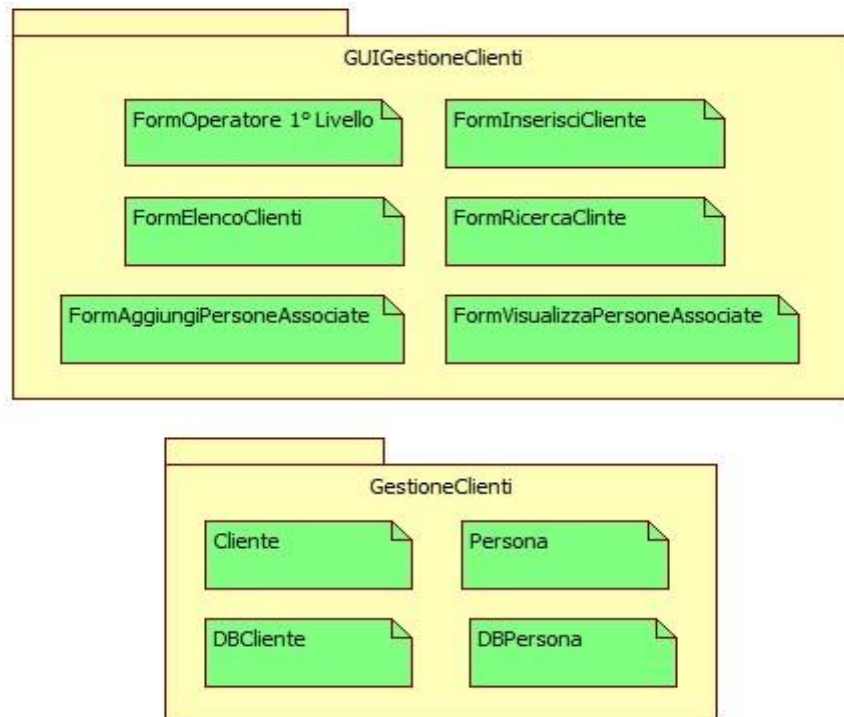 GUIGestioneClienti
FormOperatore 1° Livello
FormInserisciCliente
FormElencoClienti
FormRicercaClinte
FormAggiungiPersoneAssociate
FormVisualizzaPersoneAssociate
GestioneClienti
Cliente
Persona
DBCliente
DBPersona